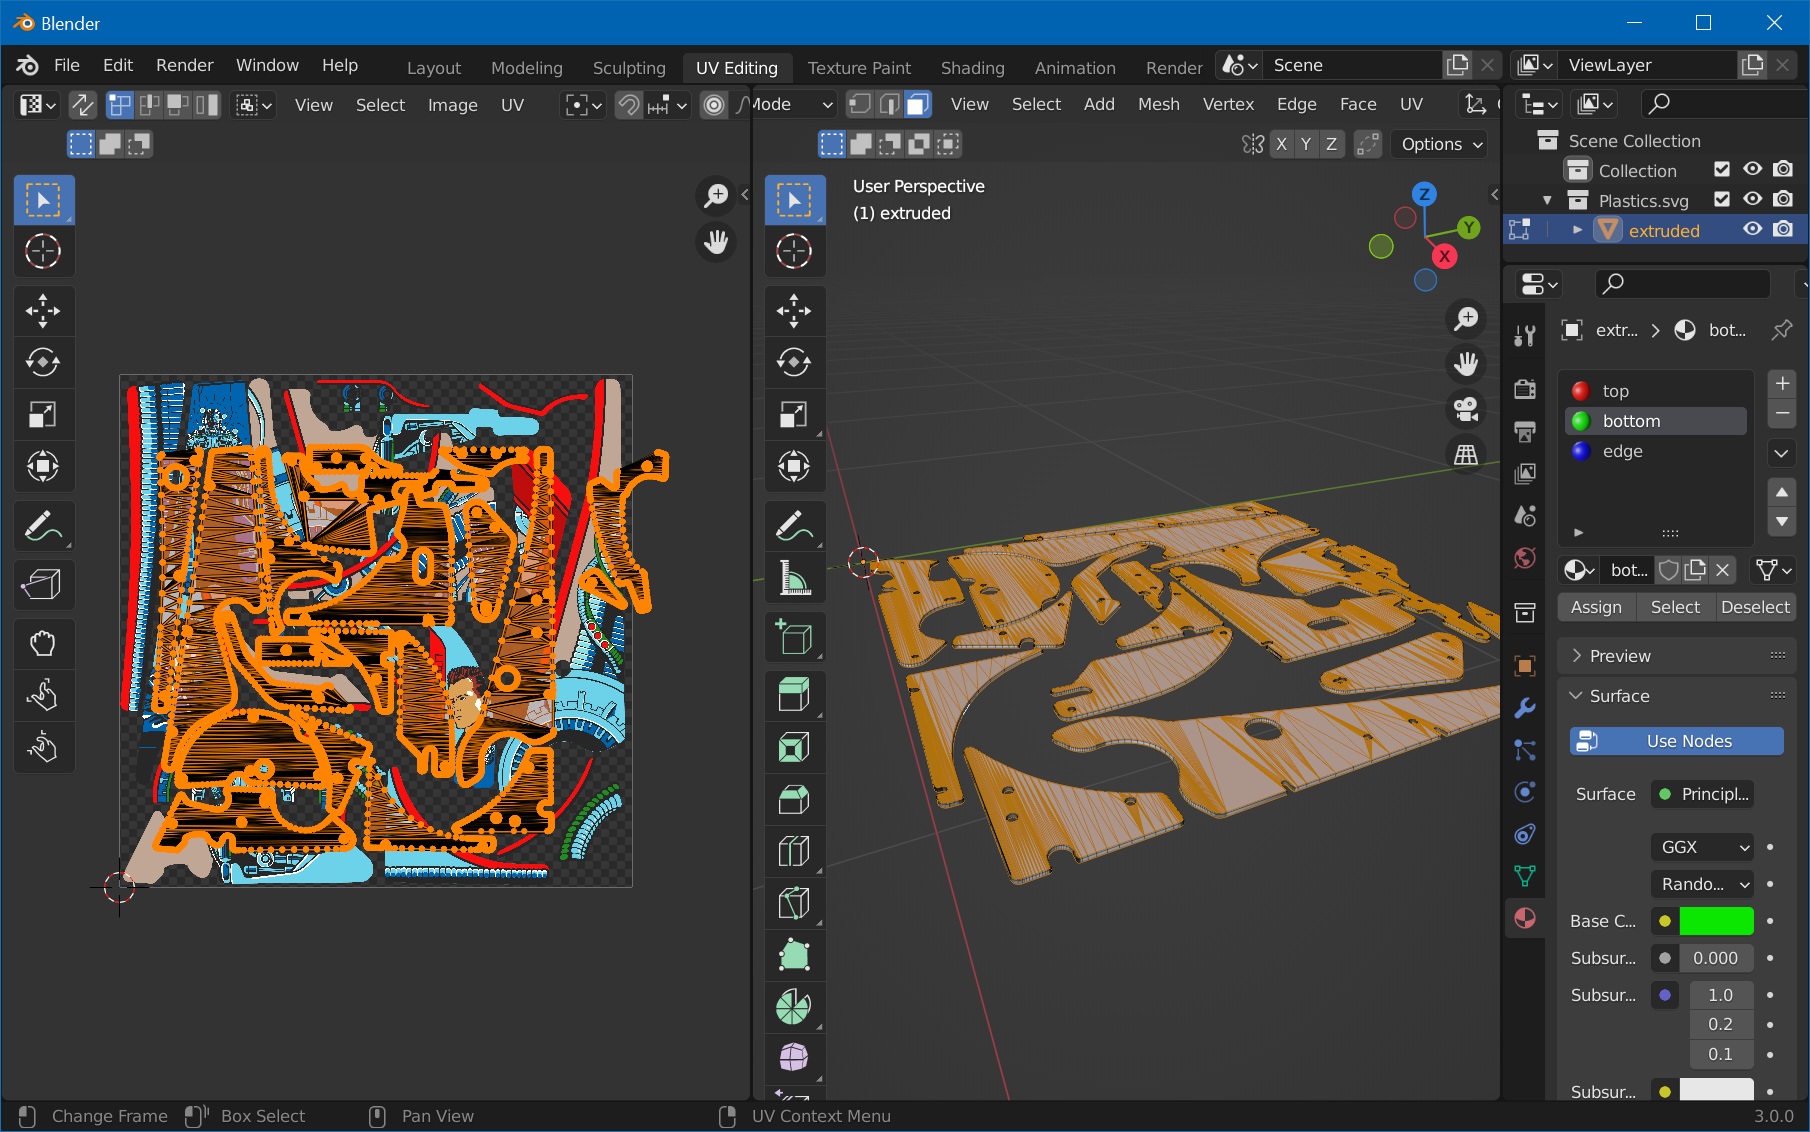 Blender
File Edit Render Window Help Layout Modeling Sculpting UV Editing Texture Paint Shading Animation Render Scene ViewLayer
View Select Image UV Mode View Select Add Mesh Vertex Edge Face UV
X Y Z Options
User Perspective
(1) extruded
Z
Y
X
Scene Collection
Collection
Plastics.svg
extruded
extr... > bot...
top
bottom
edge
bot...
Assign Select Deselect
Preview
Surface
Use Nodes
Surface Principl...
GGX
Rando...
Base C...
Subsur... 0.000
Subsur... 1.0
0.2
0.1
Subsur...
Change Frame Box Select Pan View UV Context Menu 3.0.0